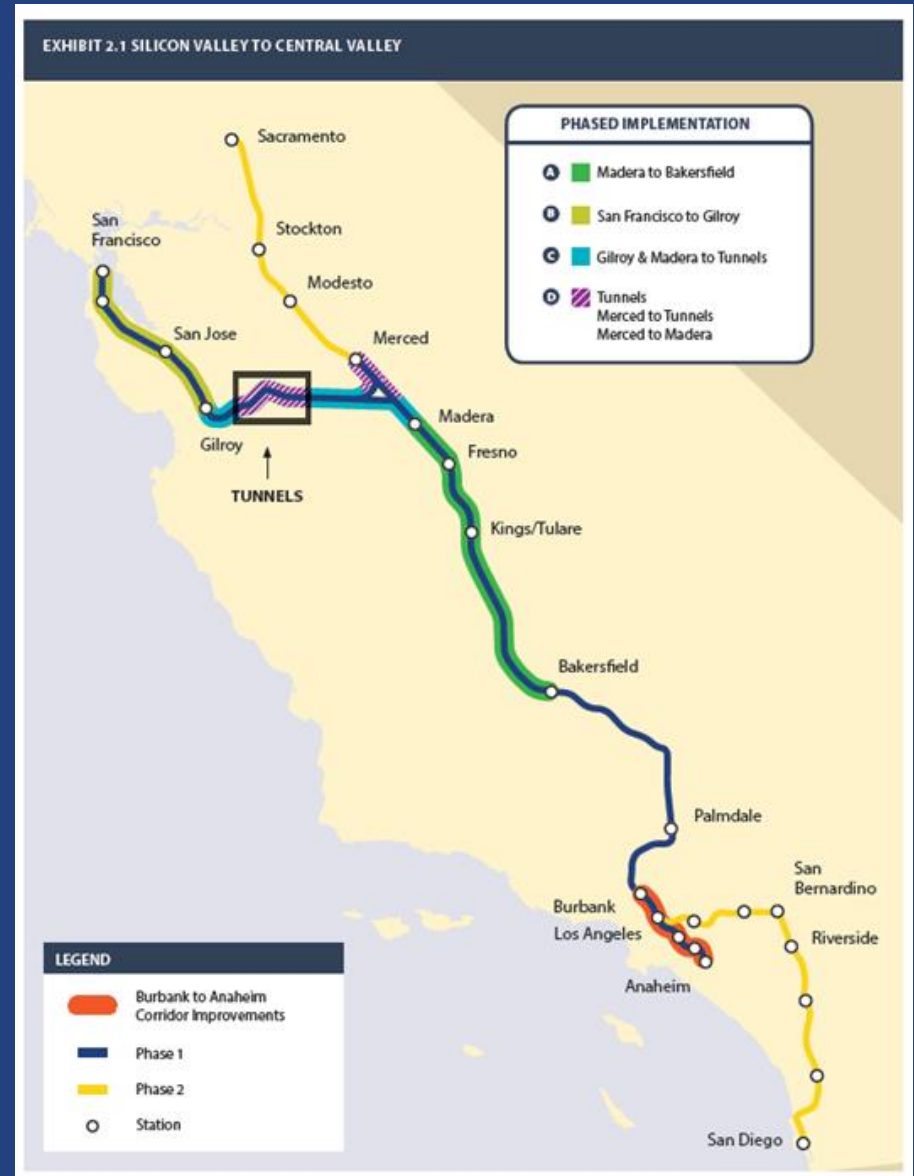 EXHIBIT 2.1 SILICON VALLEY TO CENTRAL VALLEY
PHASED IMPLEMENTATION
A Madera to Bakersfield
B San Francisco to Gilroy
C Gilroy & Madera to Tunnels
D Tunnels
Merced to Tunnels
Merced to Madera
Sacramento
San
Francisco
Stockton
Modesto
San Jose
Merced
Gilroy
Madera
TUNNELS
Fresno
Kings/Tulare
Bakersfield
Palmdale
San
Bernardino
Burbank
Los Angeles
Riverside
Anaheim
San Diego
LEGEND
Burbank to Anaheim
Corridor Improvements
Phase 1
Phase 2
Station